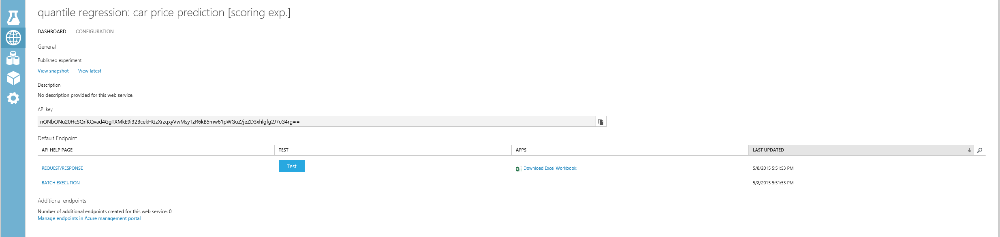 quantile regression: car price prediction [scoring exp.]
DASHBOARD CONFIGURATION
General
Published experiment
View snapshot View latest
Description
No description provided for this web service.
API key
nONbONu20HcSQriKQvad4GgTXMkE9i32BcekHGzXrzqxyVwMsyTzR6kB5mw61pWGuZ/jeZD3xhlgfg2J7cG4rg==
Default Endpoint
API HELP PAGE TEST APPS LAST UPDATED
REQUEST/RESPONSE Test Download Excel Workbook 5/8/2015 5:51:53 PM
BATCH EXECUTION 5/8/2015 5:51:53 PM
Additional endpoints
Number of additional endpoints created for this web service: 0
Manage endpoints in Azure management portal